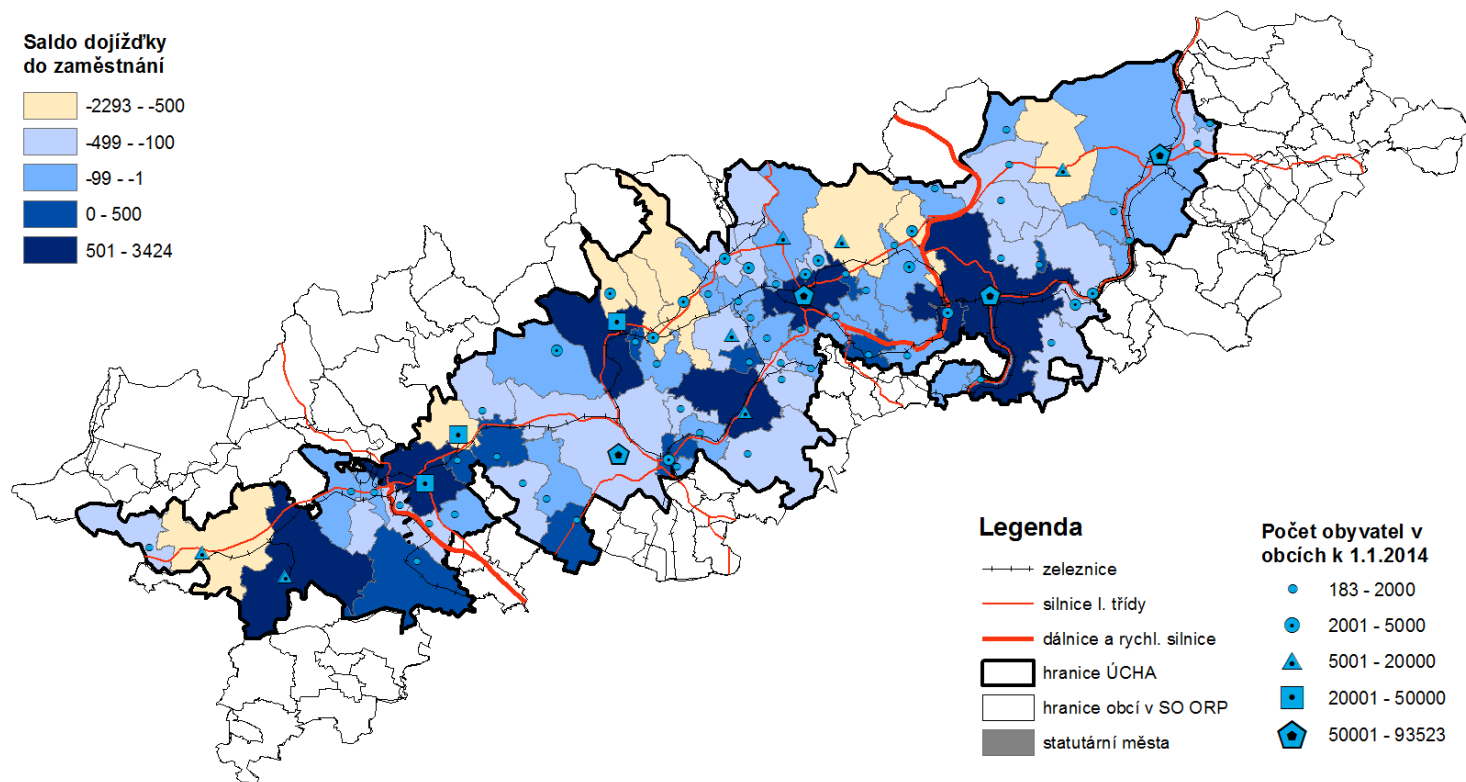 Saldo dojížďky
do zaměstnání
-2293 - -500
-499 - -100
-99 - -1
0 - 500
501 - 3424
Legenda
zeleznice
silnice I. třídy
dálnice a rychl. silnice
hranice ÚCHA
hranice obcí v SO ORP
statutární města
Počet obyvatel v
obcích k 1.1.2014
183 - 2000
2001 - 5000
5001 - 20000
20001 - 50000
50001 - 93523